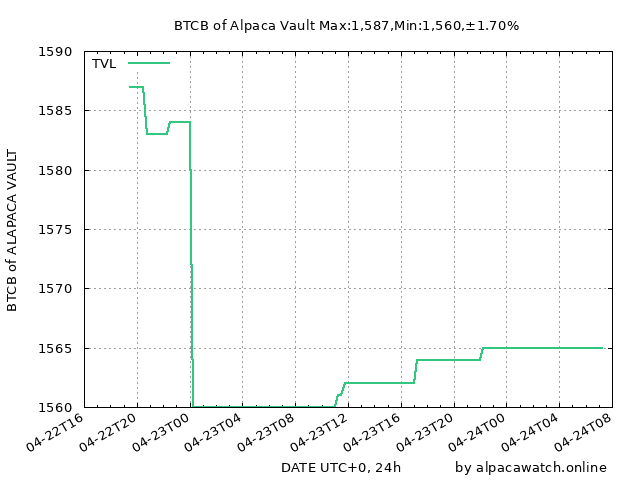 BTCB of Alpaca Vault Max:1,587,Min:1,560,±1.70%
TVL
1590
1585
1580
1575
1570
1565
1560
BTCB of ALAPACA VAULT
04-22T16
04-22T20
04-23T00
04-23T04
04-23T08
04-23T12
04-23T16
04-23T20
04-24T00
04-24T04
04-24T08
DATE UTC+0, 24h
by alpacawatch.online